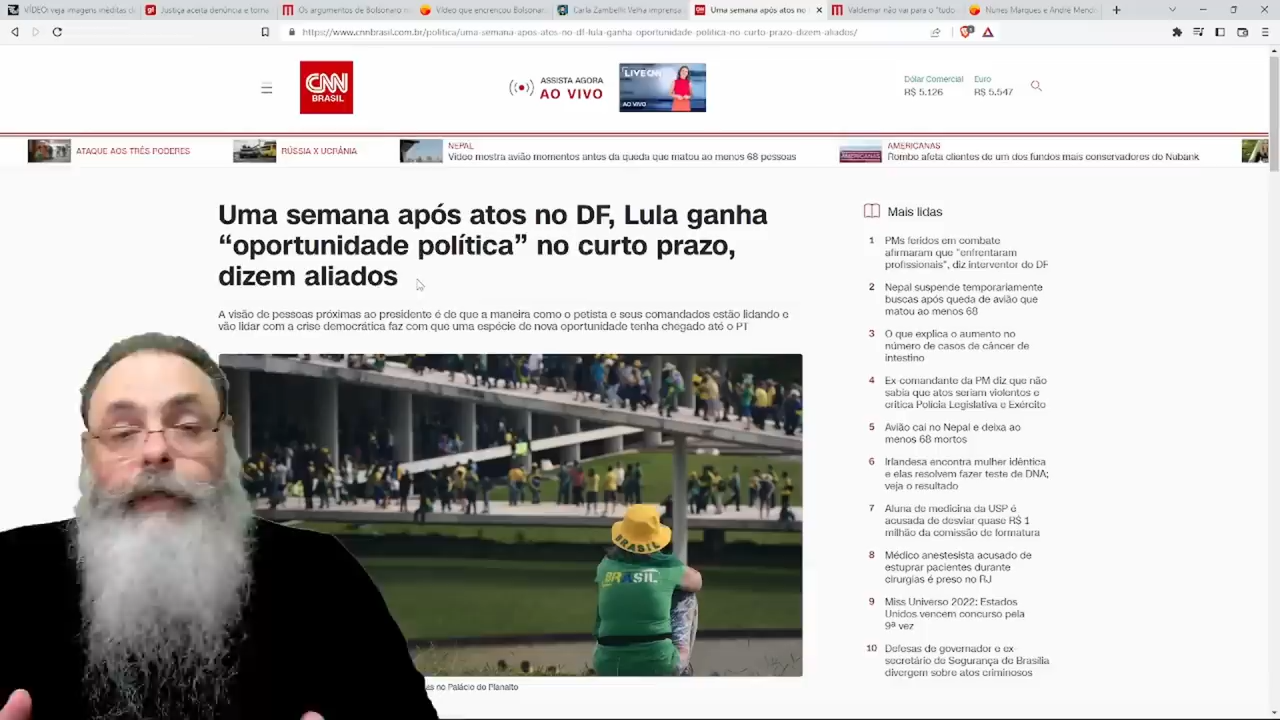 VÍDEO! veja imagens inéditas d
Justiça aceita denúncia e torna
Os argumentos de Bolsonaro n
Vídeo que encrençou Bolsonar
Carla Zambelli Velha imprensa
Uma semana após atos no
Valdemar não vai para o "tudo
Nunes Marques e André Mend
https://www.cnnbrasil.com.br/politica/uma-semana-apos-atos-no-df-lula-ganha-oportunidade-politica-no-curto-prazo-dizem-aliados/
CNN
BRASIL
ASSISTA AGORA
AO VIVO
LIVE CN
AO VIVO
Dólar Comercial Euro
R$ 5,126 R$ 5,547
ATAQUE AOS TRÊS PODERES
RÚSSIA X UCRÂNIA
NEPAL
Vídeo mostra avião momentos antes da queda que matou ao menos 68 pessoas
AMERICANAS
Rombo afeta clientes de um dos fundos mais conservadores do Nubank
Uma semana após atos no DF, Lula ganha
“oportunidade política” no curto prazo,
dizem aliados
A visão de pessoas próximas ao presidente é de que a maneira como o petista e seus comandados estão lidando e
vão lidar com a crise democrática faz com que uma espécie de nova oportunidade tenha chegado até o PT
BRASIL
BRASIL
as no Palácio do Planalto
Mais lidas
1 PMs feridos em combate
afirmaram que “enfrentaram
profissionais”, diz interventor do DF
2 Nepal suspende temporariamente
buscas após queda de avião que
matou ao menos 68
3 O que explica o aumento no
número de casos de câncer de
intestino
4 Ex-comandante da PM diz que não
sabia que atos seriam violentos e
critica Polícia Legislativa e Exército
5 Avião cai no Nepal e deixa ao
menos 68 mortos
6 Irlandesa encontra mulher idêntica
e elas resolvem fazer teste de DNA;
veja o resultado
7 Aluna de medicina da USP é
acusada de desviar quase R$ 1
milhão da comissão de formatura
8 Médico anestesista acusado de
estuprar pacientes durante
cirurgias é preso no RJ
9 Miss Universo 2022: Estados
Unidos vencem concurso pela
9ª vez
10 Defesas de governador e ex-
secretário de Segurança de Brasília
divergem sobre atos criminosos